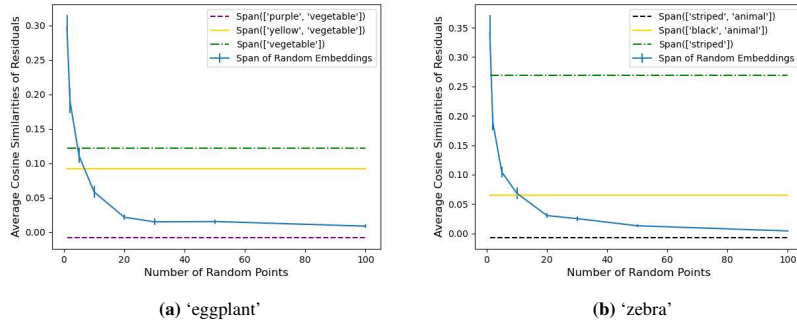 Average Cosine Similarities of Residuals
0.30
0.25
0.20
0.15
0.10
0.05
0.00
Span(['purple', 'vegetable'])
Span(['yellow', 'vegetable'])
Span(['vegetable'])
Span of Random Embeddings
0 20 40 60 80 100
Number of Random Points
(a) ‘eggplant’
Average Cosine Similarities of Residuals
0.35
0.30
0.25
0.20
0.15
0.10
0.05
0.00
Span(['striped', 'animal'])
Span(['black', 'animal'])
Span(['striped'])
Span of Random Embeddings
0 20 40 60 80 100
Number of Random Points
(b) ‘zebra’